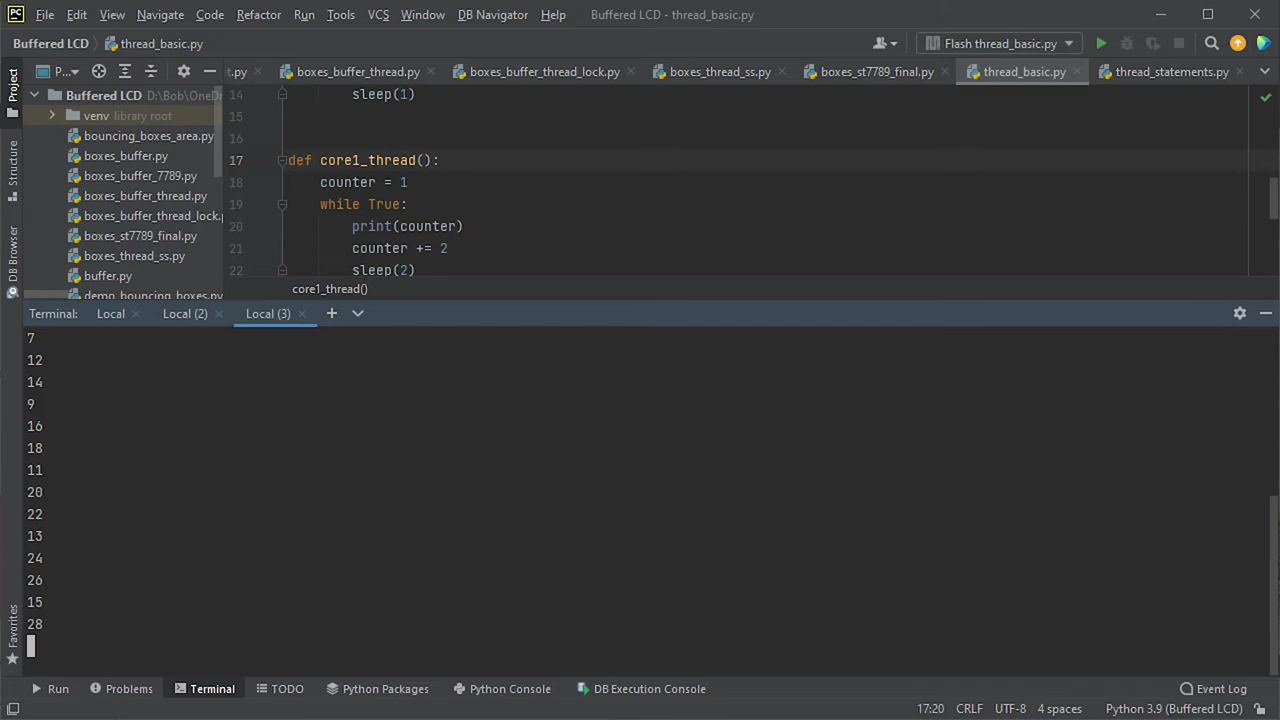 PC File Edit View Navigate Code Refactor Run Tools VCS Window DB Navigator Help Buffered LCD - thread_basic.py
Buffered LCD thread_basic.py Flash thread_basic.py
P... t.py boxes_buffer_thread.py boxes_buffer_thread_lock.py boxes_thread_ss.py boxes_st7789_final.py thread_basic.py thread_statements.py
Project
Structure
DB Browser
Favorites
Buffered LCD D:\Bob\OneDr
venv library root
bouncing_boxes_area.py
boxes_buffer.py
boxes_buffer_7789.py
boxes_buffer_thread.py
boxes_buffer_thread_lock.p
boxes_st7789_final.py
boxes_thread_ss.py
buffer.py
demo_bouncing_boxes.py
14 sleep(1)
15
16
17 def core1_thread():
18 counter = 1
19 while True:
20 print(counter)
21 counter += 2
22 sleep(2)
core1_thread()
Terminal: Local Local (2) Local (3)
7
12
14
9
16
18
11
20
22
13
24
26
15
28
Run Problems Terminal TODO Python Packages Python Console DB Execution Console Event Log
17:20 CRLF UTF-8 4 spaces Python 3.9 (Buffered LCD)